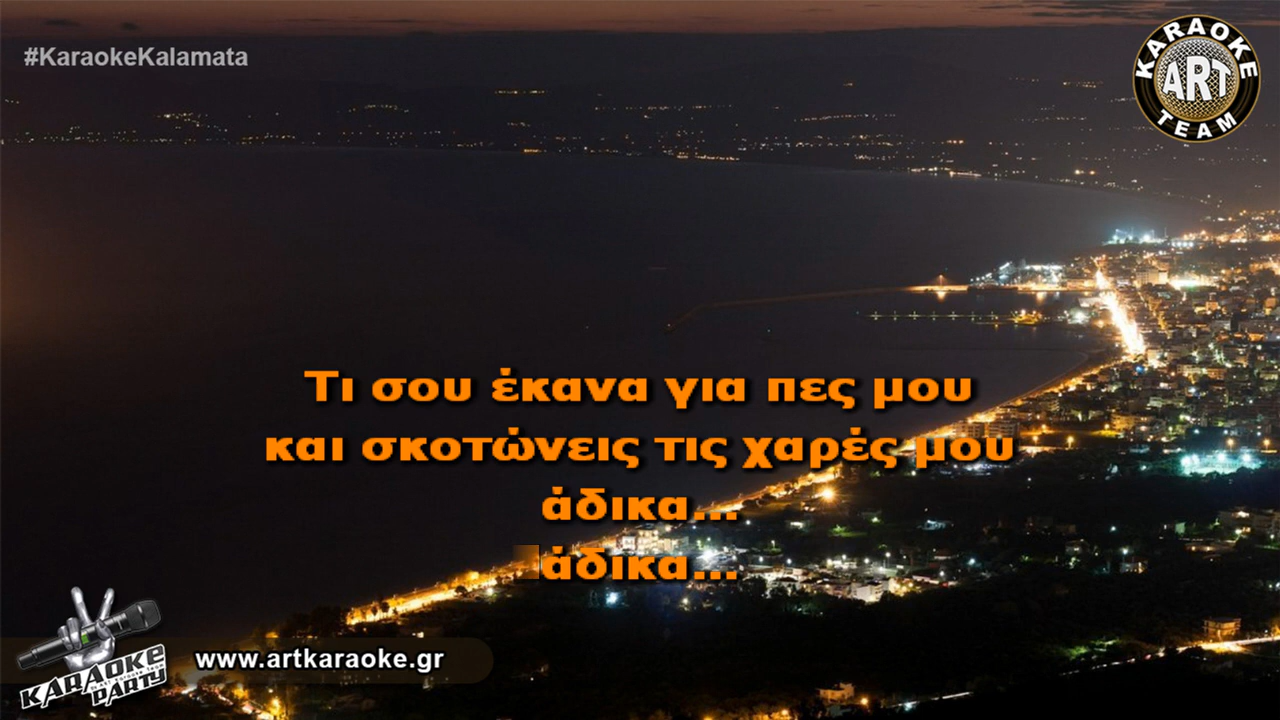 #KaraokeKalamata
KARAOKE
ART
TEAM
Τι σου έκανα για πες μου
και σκοτώνεις τις χαρές μου
άδικα...
άδικα...
KARAOKE
PARTY
www.artkaraoke.gr